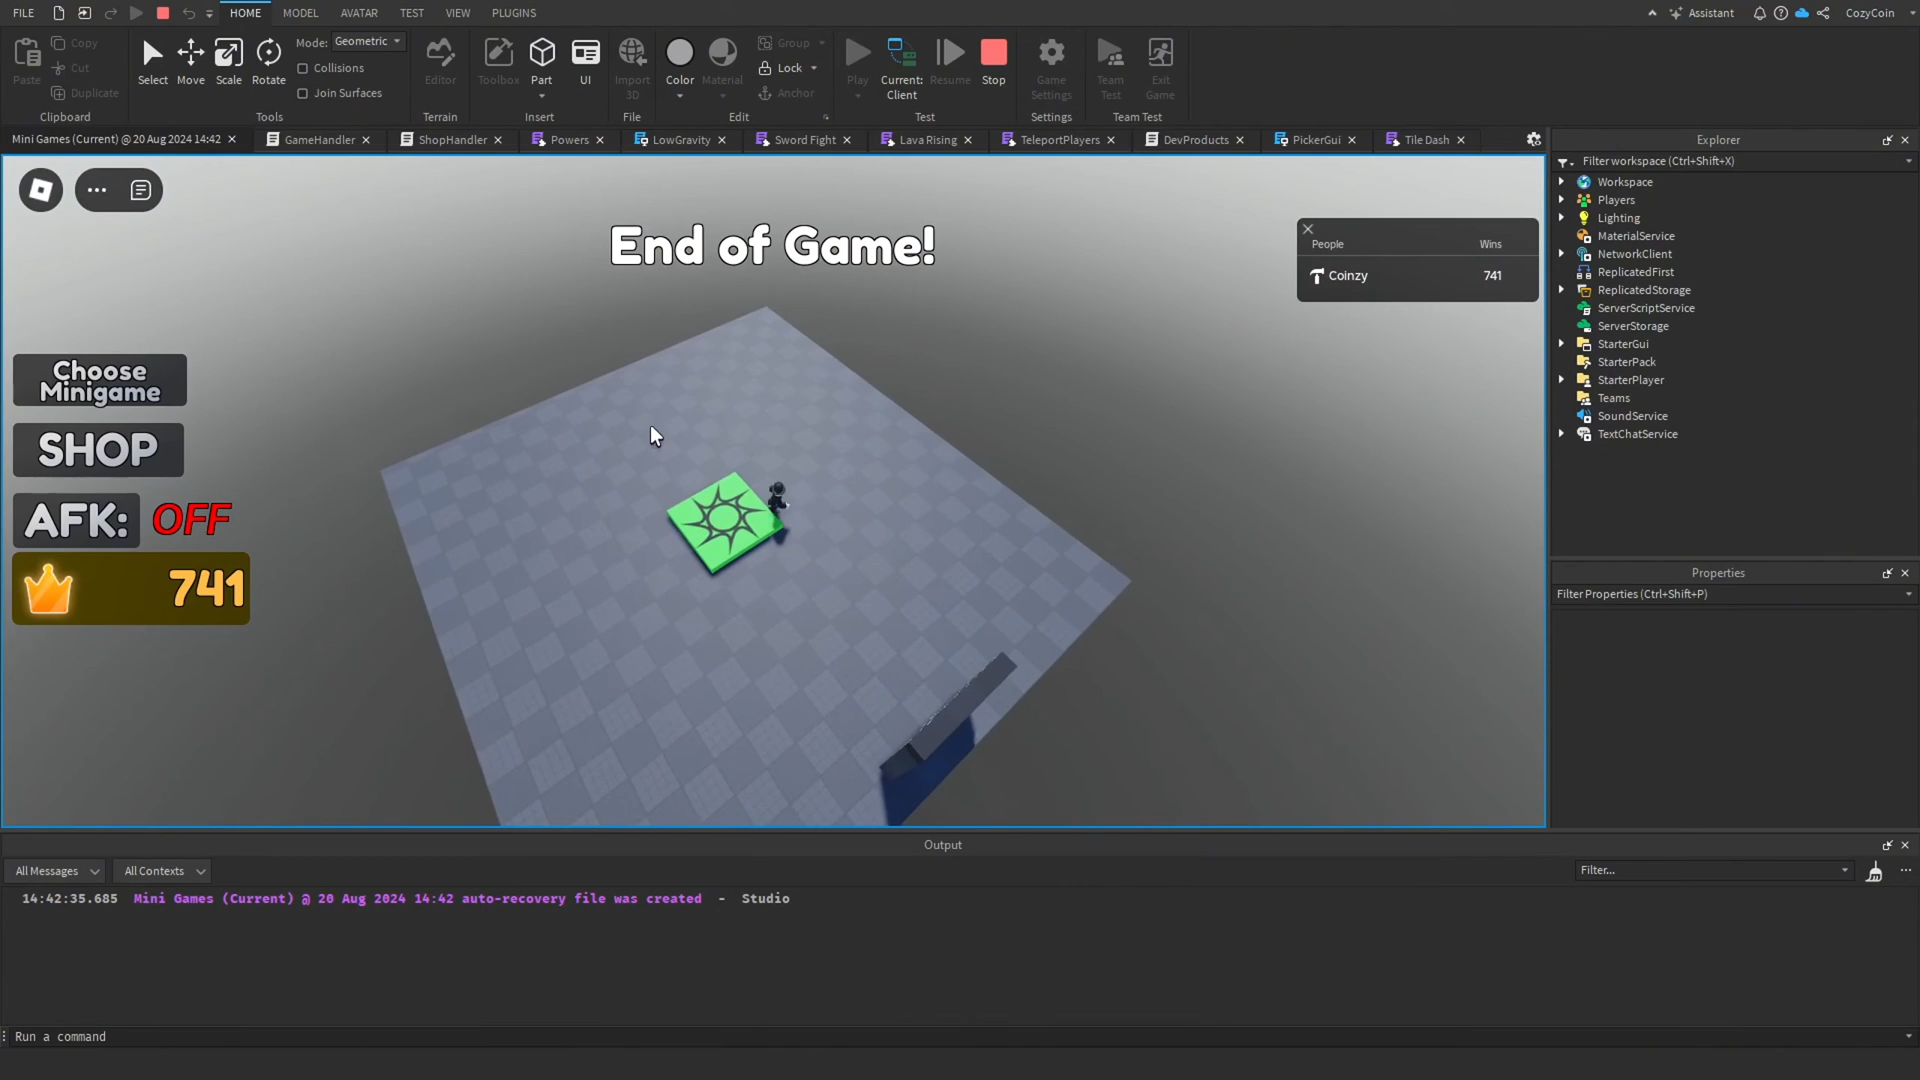 FILE HOME MODEL AVATAR TEST VIEW PLUGINS Assistant CozyCoin
Paste Copy Cut Duplicate Clipboard
Select Move Scale Rotate Mode: Geometric Collisions Join Surfaces Tools
Editor Terrain
Toolbox Part UI Insert
Import 3D File
Color Material Group Lock Anchor Edit
Play Current: Client Resume Stop Test
Game Settings Settings
Team Test Exit Game Team Test
Mini Games (Current) @ 20 Aug 2024 14:42 GameHandler ShopHandler Powers LowGravity Sword Fight Lava Rising TeleportPlayers DevProducts PickerGui Tile Dash
End of Game!
People Wins
Coinzy 741
Choose
Minigame
SHOP
AFK: OFF
741
Explorer
Filter workspace (Ctrl+Shift+X)
Workspace
Players
Lighting
MaterialService
NetworkClient
ReplicatedFirst
ReplicatedStorage
ServerScriptService
ServerStorage
StarterGui
StarterPack
StarterPlayer
Teams
SoundService
TextChatService
Properties
Filter Properties (Ctrl+Shift+P)
Output
All Messages All Contexts Filter...
14:42:35.685 Mini Games (Current) @ 20 Aug 2024 14:42 auto-recovery file was created - Studio
Run a command